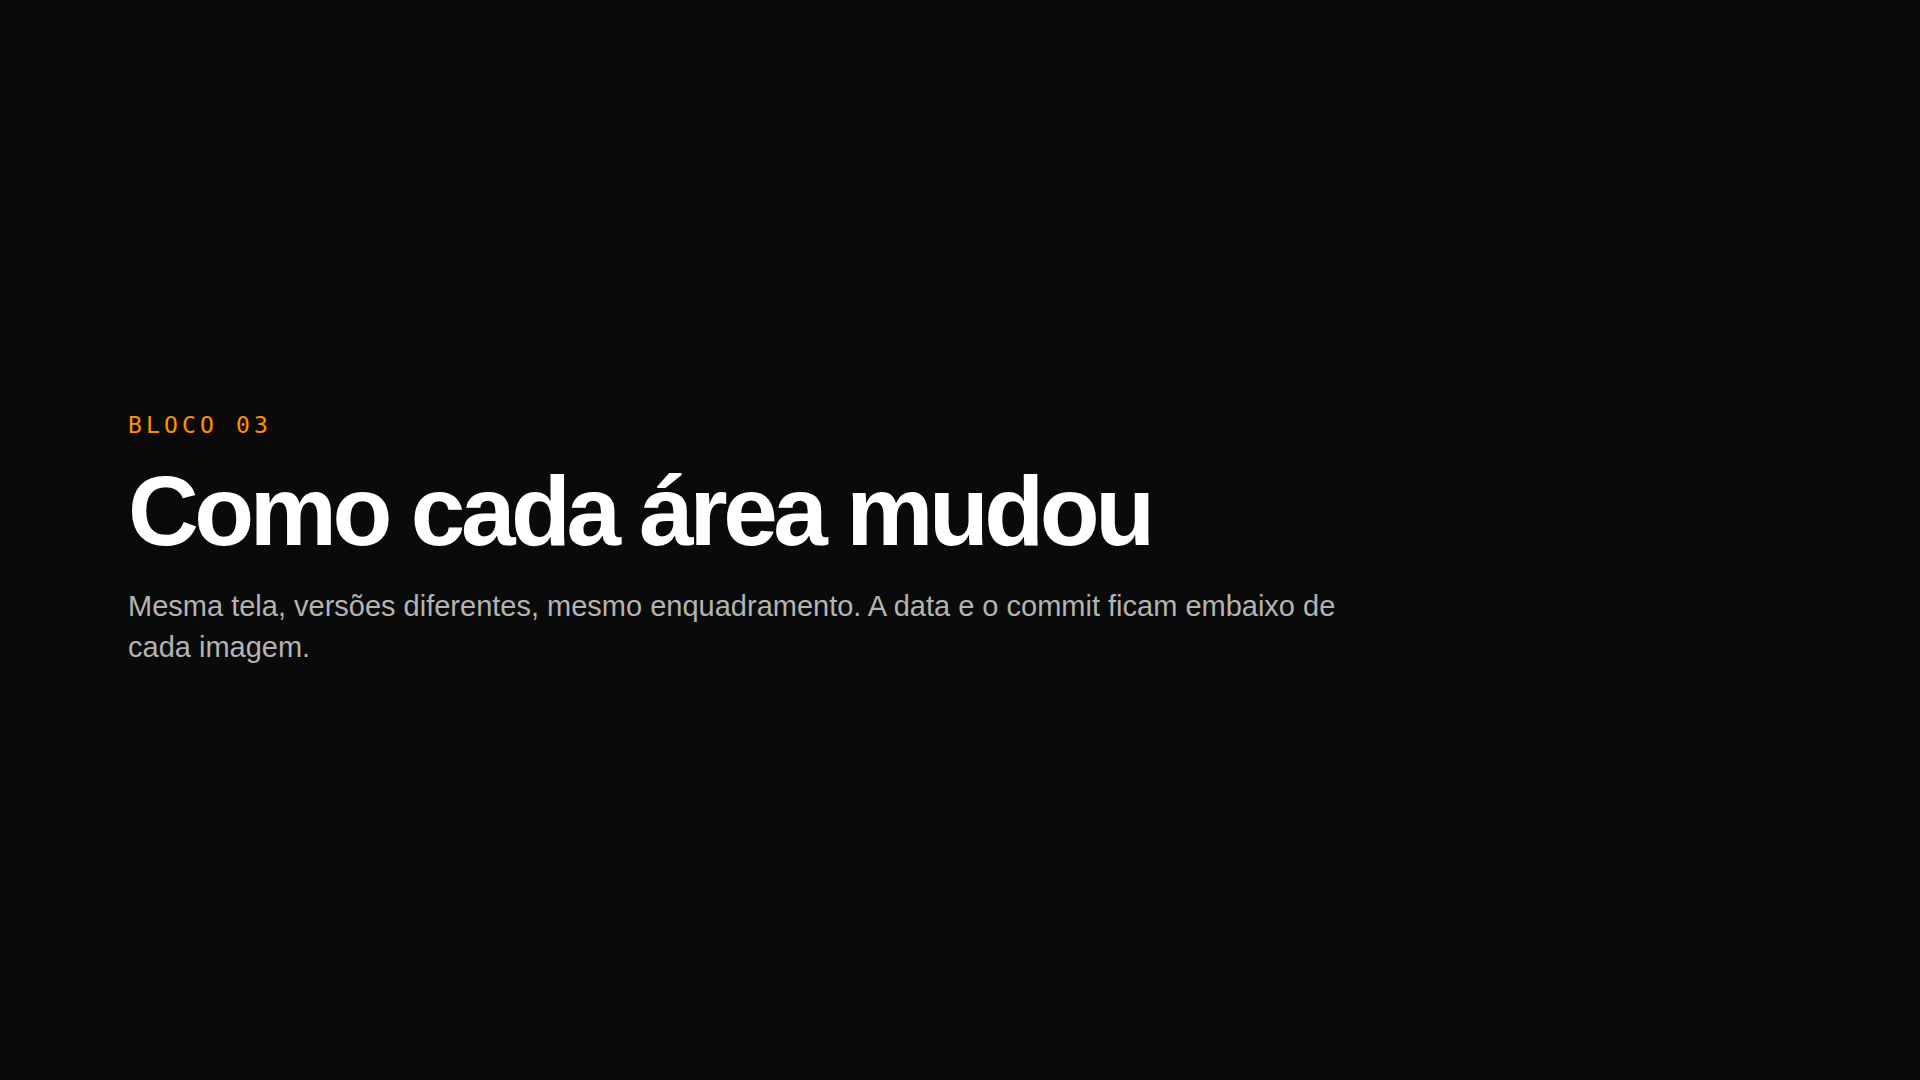 BLOCO 03
Como cada área mudou
Mesma tela, versões diferentes, mesmo enquadramento. A data e o commit ficam embaixo de
cada imagem.